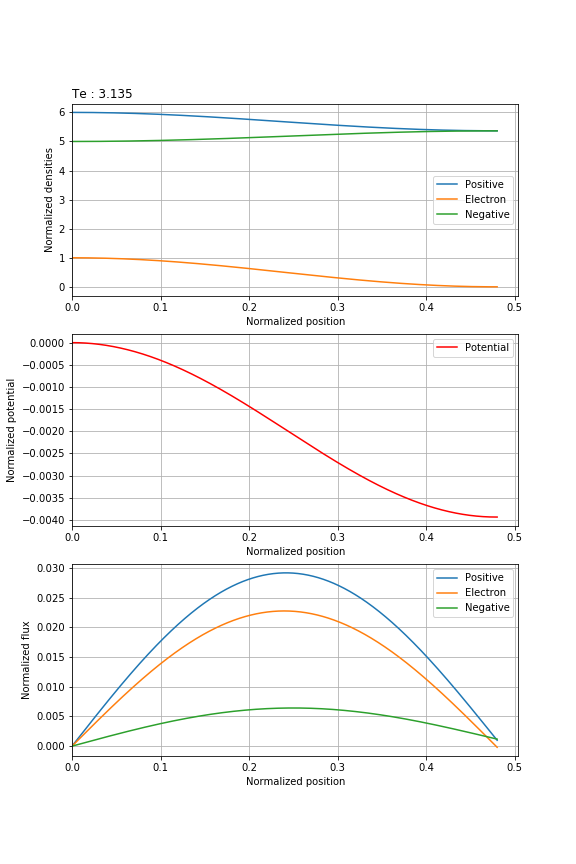 Te : 3.135
Normalized densities
6
5
4
3
2
1
0
Positive
Electron
Negative
0.0 0.1 0.2 0.3 0.4 0.5
Normalized position
Normalized potential
0.0000
−0.0005
−0.0010
−0.0015
−0.0020
−0.0025
−0.0030
−0.0035
−0.0040
Potential
0.0 0.1 0.2 0.3 0.4 0.5
Normalized position
Normalized flux
0.030
0.025
0.020
0.015
0.010
0.005
0.000
Positive
Electron
Negative
0.0 0.1 0.2 0.3 0.4 0.5
Normalized position